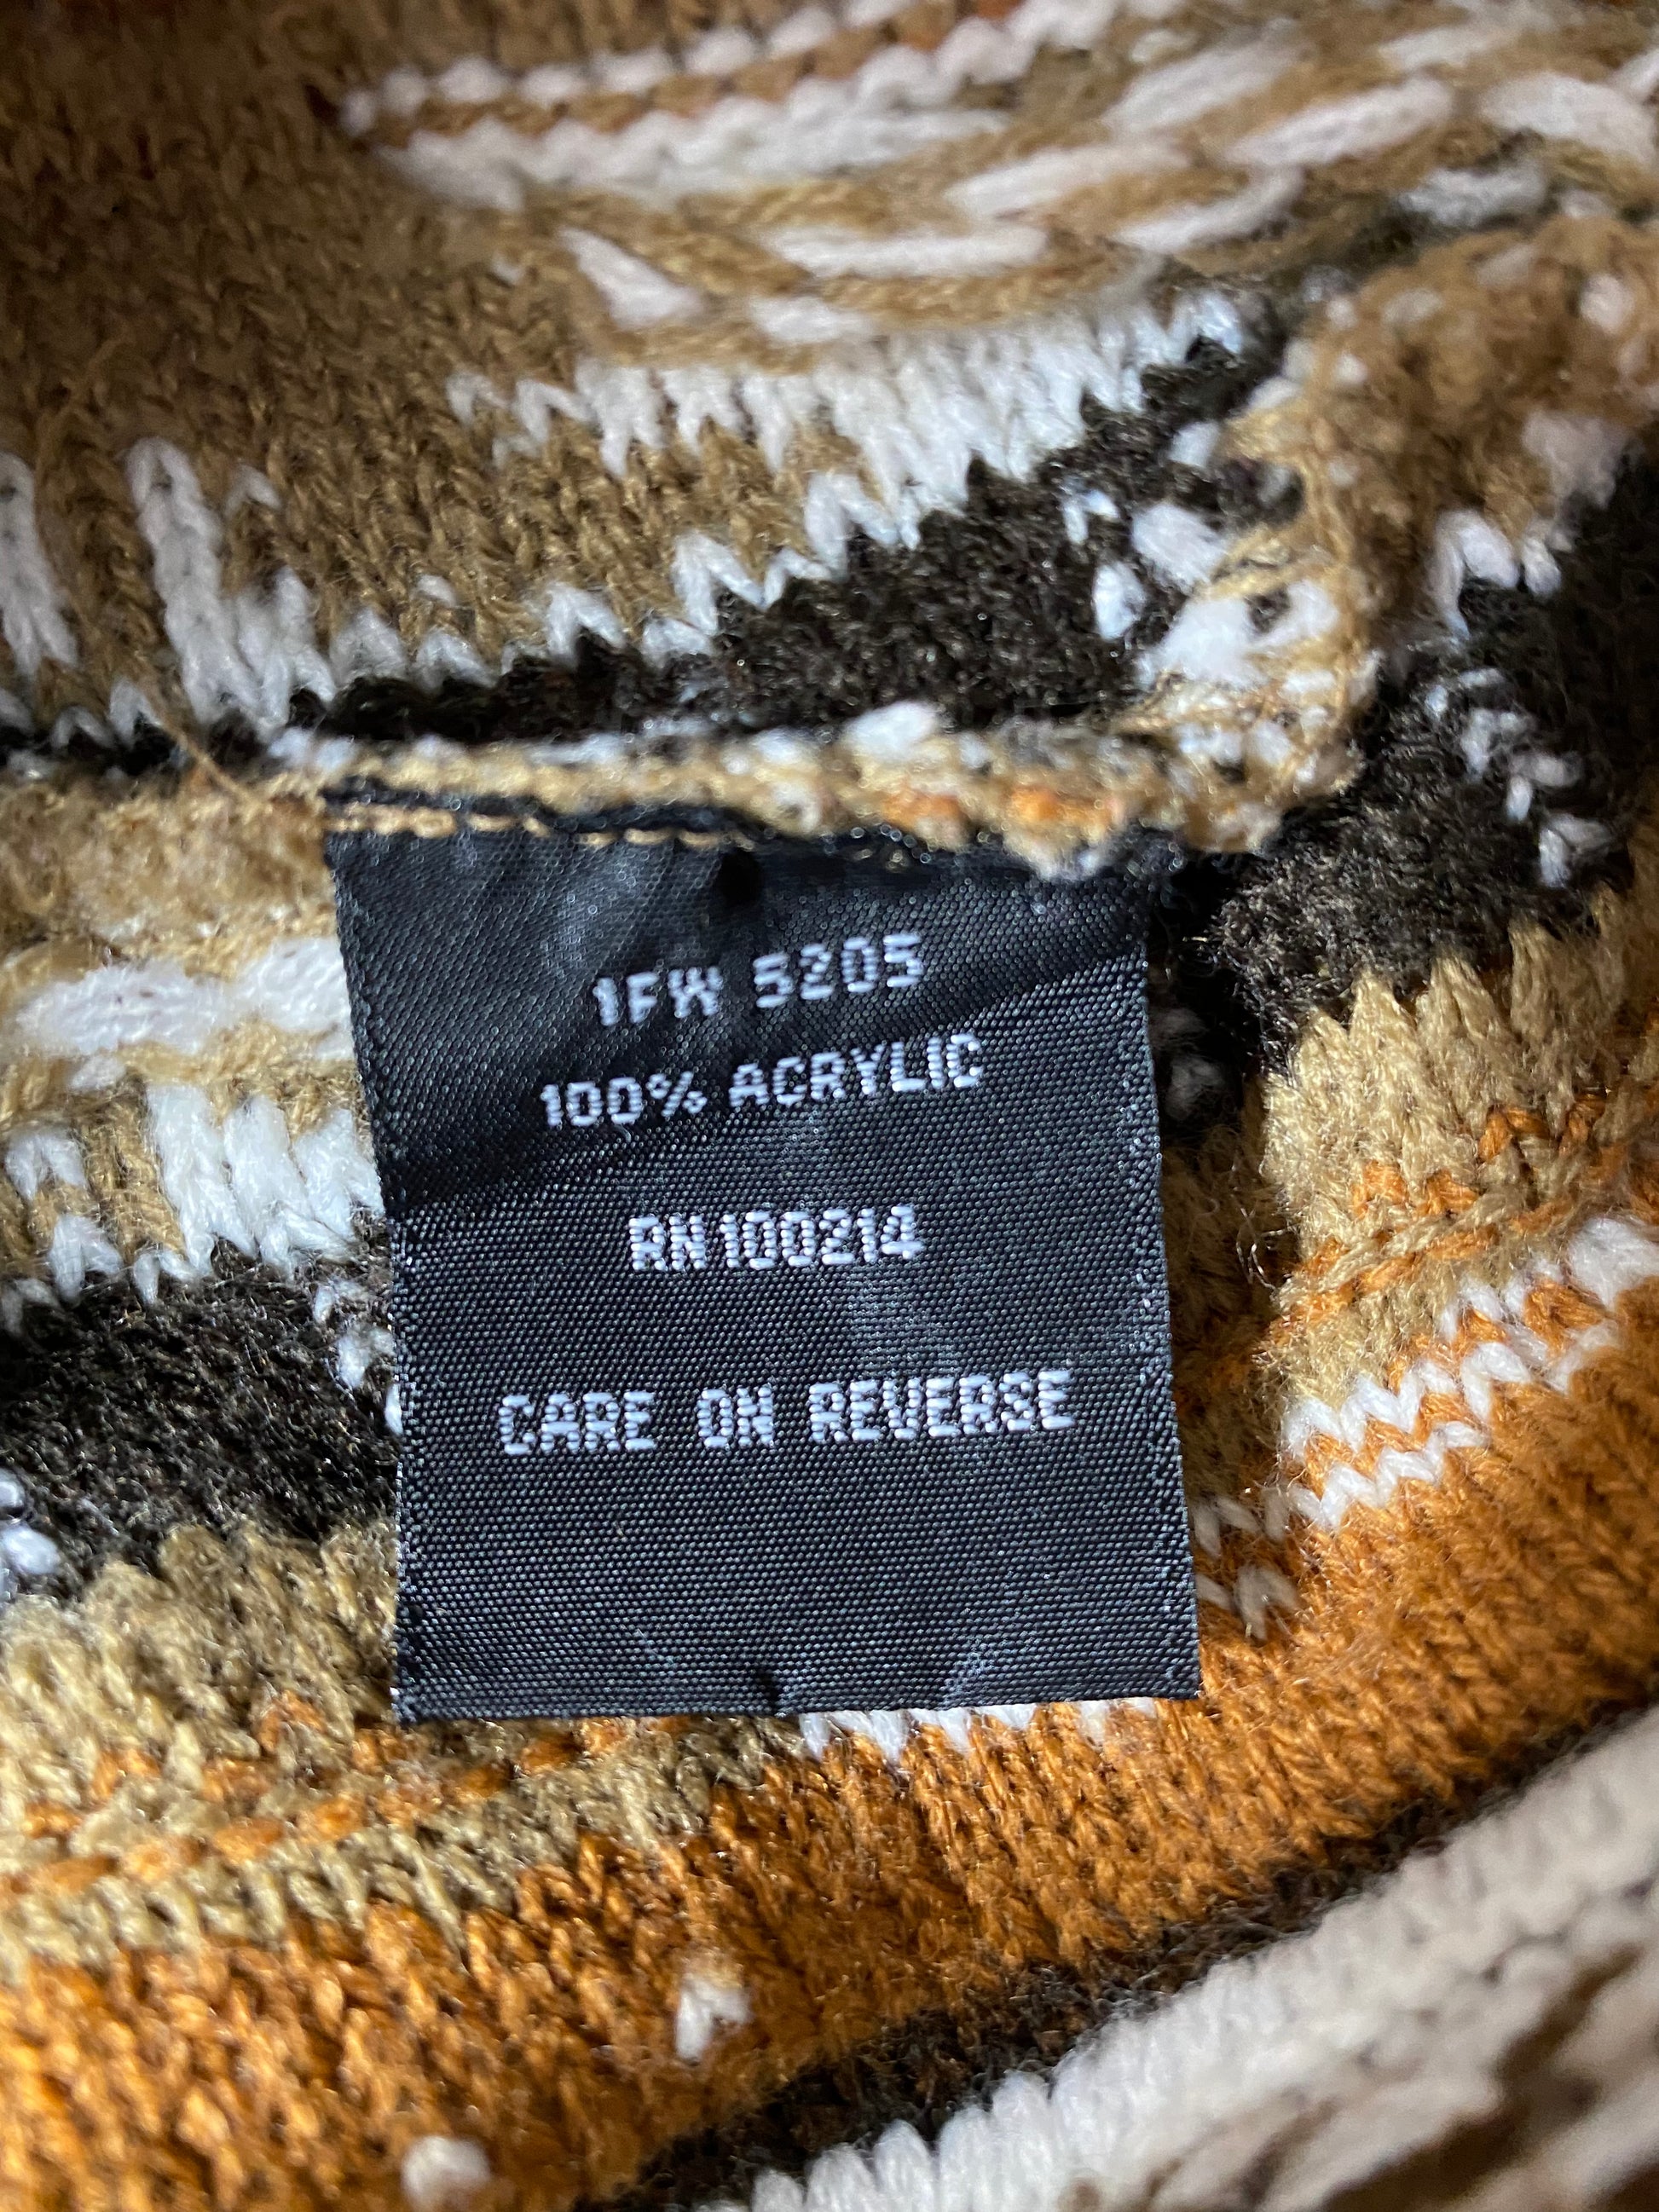 1FW 5205
100% ACRYLIC
RN100214
CARE ON REVERSE